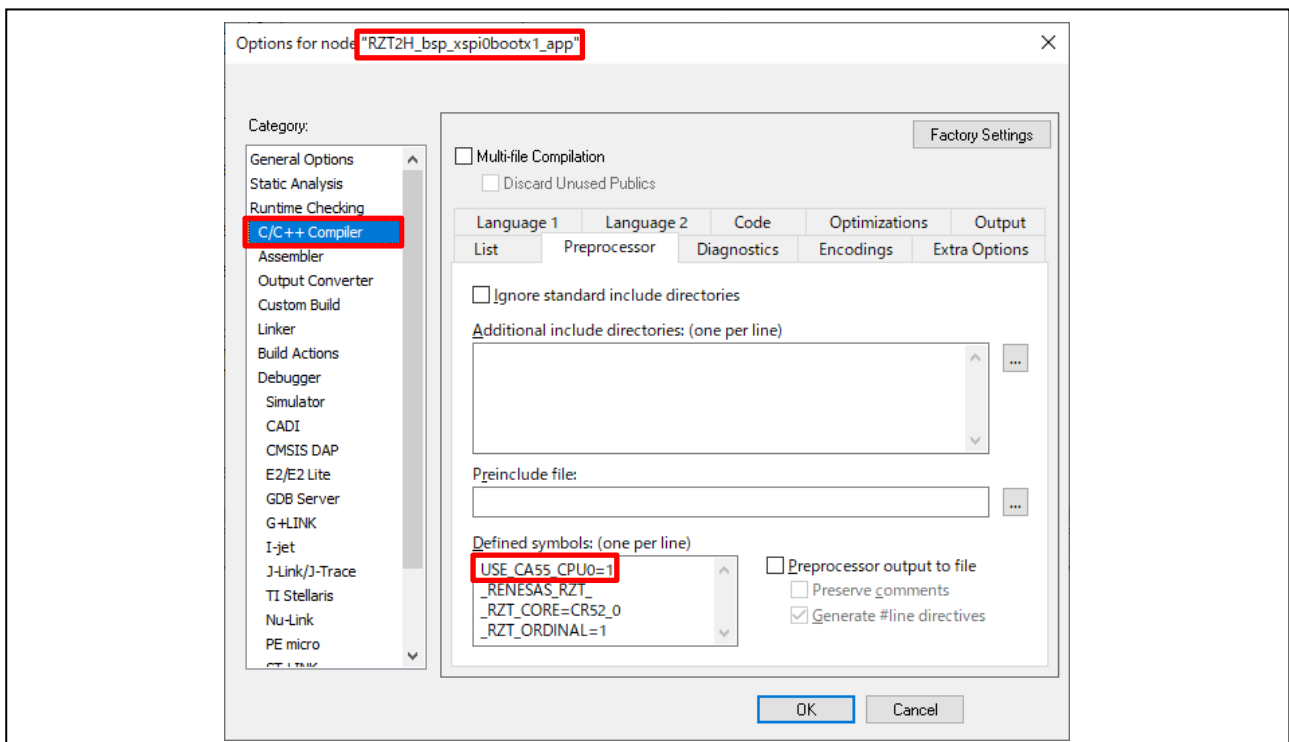 Options for node "RZT2H_bsp_xspi0bootx1_app"
Category:
General Options
Static Analysis
Runtime Checking
C/C++ Compiler
Assembler
Output Converter
Custom Build
Linker
Build Actions
Debugger
Simulator
CADI
CMSIS DAP
E2/E2 Lite
GDB Server
G+LINK
I-jet
J-Link/J-Trace
TI Stellaris
Nu-Link
PE micro
ST-LINK
Factory Settings
Multi-file Compilation
Discard Unused Publics
Language 1 Language 2 Code Optimizations Output
List Preprocessor Diagnostics Encodings Extra Options
Ignore standard include directories
Additional include directories: (one per line)
...
Preinclude file:
...
Defined symbols: (one per line)
USE_CA55_CPU0=1
_RENESAS_RZT_
_RZT_CORE=CR52_0
_RZT_ORDINAL=1
Preprocessor output to file
Preserve comments
Generate #line directives
OK Cancel